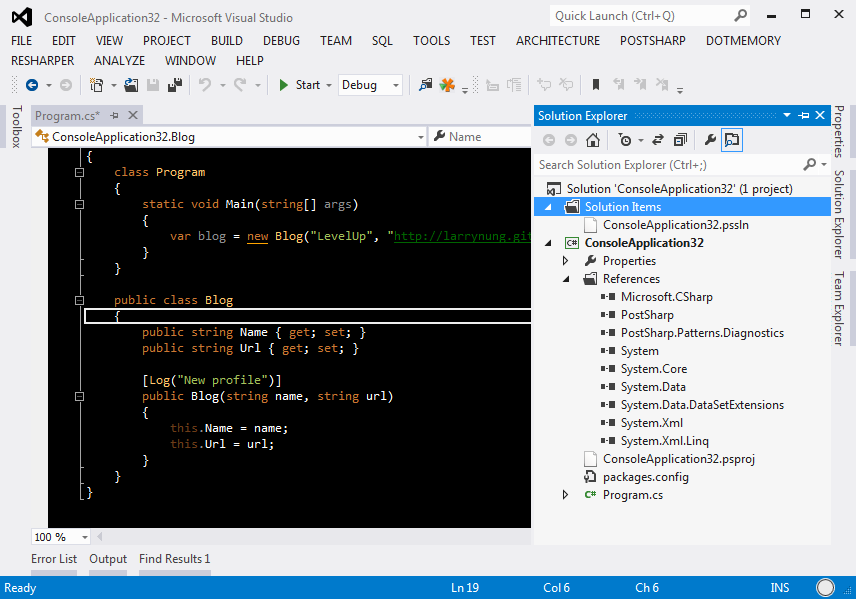 ConsoleApplication32 - Microsoft Visual Studio
Quick Launch (Ctrl+Q)
FILE EDIT VIEW PROJECT BUILD DEBUG TEAM SQL TOOLS TEST ARCHITECTURE POSTSHARP DOTMEMORY
RESHARPER ANALYZE WINDOW HELP
Start Debug
Toolbox
Program.cs*
ConsoleApplication32.Blog
Name
{
class Program
{
static void Main(string[] args)
{
var blog = new Blog("LevelUp", "http://larrynung.git
}
}
public class Blog
{
public string Name { get; set; }
public string Url { get; set; }
[Log("New profile")]
public Blog(string name, string url)
{
this.Name = name;
this.Url = url;
}
}
}
100 %
Solution Explorer
Search Solution Explorer (Ctrl+;)
Solution 'ConsoleApplication32' (1 project)
Solution Items
ConsoleApplication32.pssln
C# ConsoleApplication32
Properties
References
Microsoft.CSharp
PostSharp
PostSharp.Patterns.Diagnostics
System
System.Core
System.Data
System.Data.DataSetExtensions
System.Xml
System.Xml.Linq
ConsoleApplication32.psproj
packages.config
C# Program.cs
Properties
Solution Explorer
Team Explorer
Error List Output Find Results 1
Ready Ln 19 Col 6 Ch 6 INS